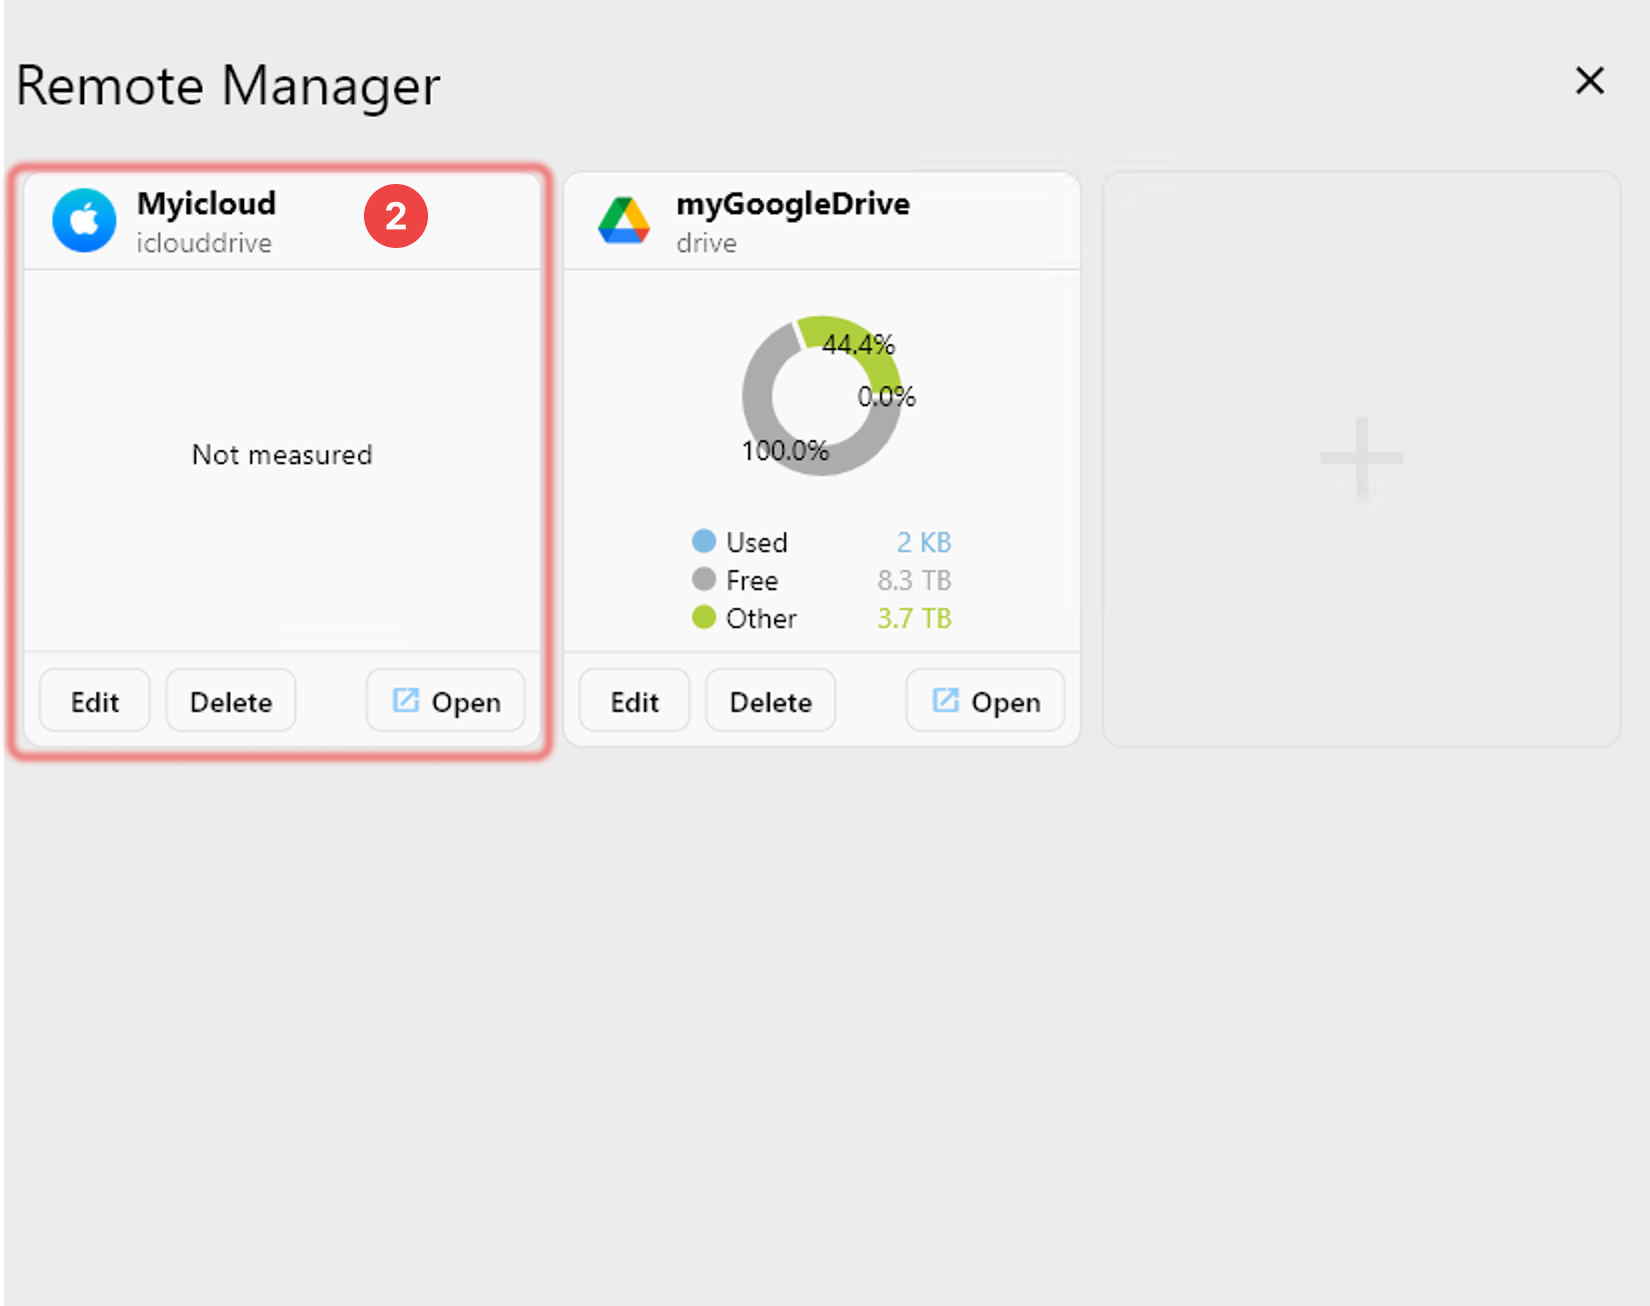 Remote Manager
Myicloud
iclouddrive
2
Not measured
Edit
Delete
Open
myGoogleDrive
drive
44.4%
0.0%
100.0%
Used 2 KB
Free 8.3 TB
Other 3.7 TB
Edit
Delete
Open